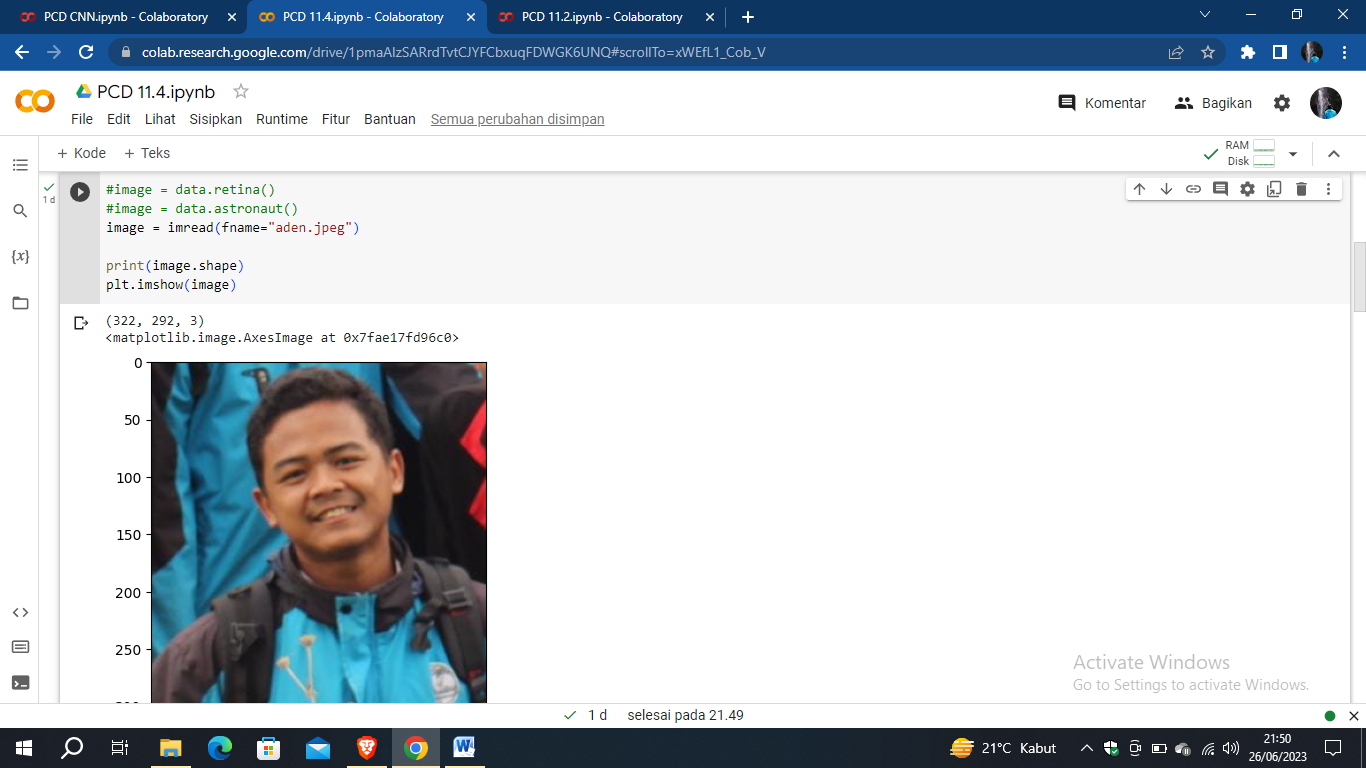 PCD CNN.ipynb - Colaboratory
PCD 11.4.ipynb - Colaboratory
PCD 11.2.ipynb - Colaboratory
colab.research.google.com/drive/1pmaAlzSARrdTvtCJYFCbxuqFDWGK6UNQ#scrollTo=xWEfL1_Cob_V
PCD 11.4.ipynb
Komentar
Bagikan
File Edit Lihat Sisipkan Runtime Fitur Bantuan Semua perubahan disimpan
+ Kode + Teks
RAM
Disk
1 d
#image = data.retina()
#image = data.astronaut()
image = imread(fname="aden.jpeg")
print(image.shape)
plt.imshow(image)
{x}
(322, 292, 3)
<matplotlib.image.AxesImage at 0x7fae17fd96c0>
0
50
100
150
200
250
Activate Windows
Go to Settings to activate Windows.
1 d selesai pada 21.49
21°C Kabut
21:50
26/06/2023